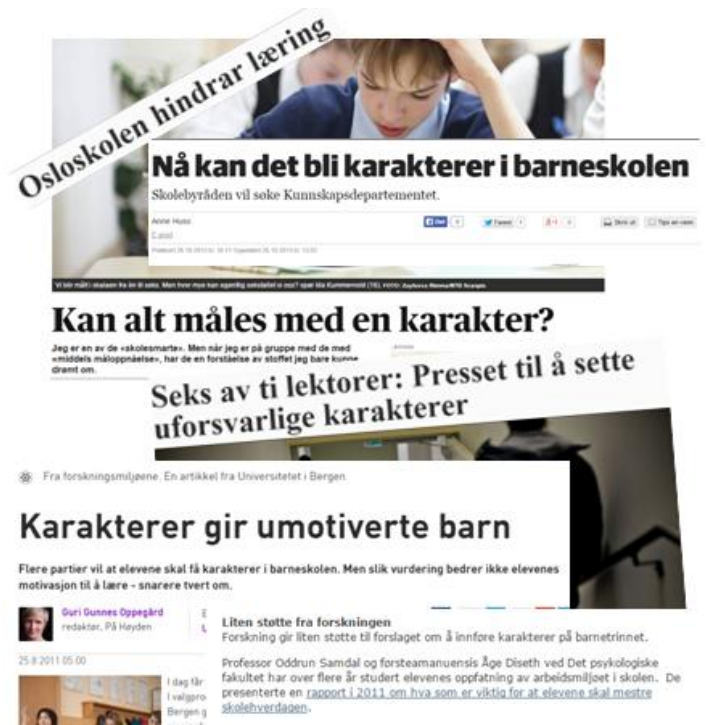 Osloskolen hindrar læring
Nå kan det bli karakterer i barneskolen
Skolebyråden vil søke Kunnskapsdepartementet.
Anne Huso
E-post
Kan alt måles med en karakter?
Jeg er en av de «skolesmarte». Men når jeg er på gruppe med de med
«middels måloppnåelse», har de en forståelse av stoffet jeg bare kunne
drømt om.
Seks av ti lektorer: Presset til å sette
uforsvarlige karakterer
Fra forskningsmiljøene. En artikkel fra Universitetet i Bergen
Karakterer gir umotiverte barn
Flere partier vil at elevene skal få karakterer i barneskolen. Men slik vurdering bedrer ikke elevenes
motivasjon til å lære - snarere tvert om.
Guri Gunnes Oppegård
redaktør, På Høyden
25.8.2011 05:00
I dag får
I valgpro
Bergen g
Liten støtte fra forskningen
Forskning gir liten støtte til forslaget om å innføre karakterer på barnetrinnet.
Professor Oddrun Samdal og førsteamanuensis Åge Diseth ved Det psykologiske
fakultet har over flere år studert elevenes oppfatning av arbeidsmiljøet i skolen. De
presenterte en rapport i 2011 om hva som er viktig for at elevene skal mestre
skolehverdagen.